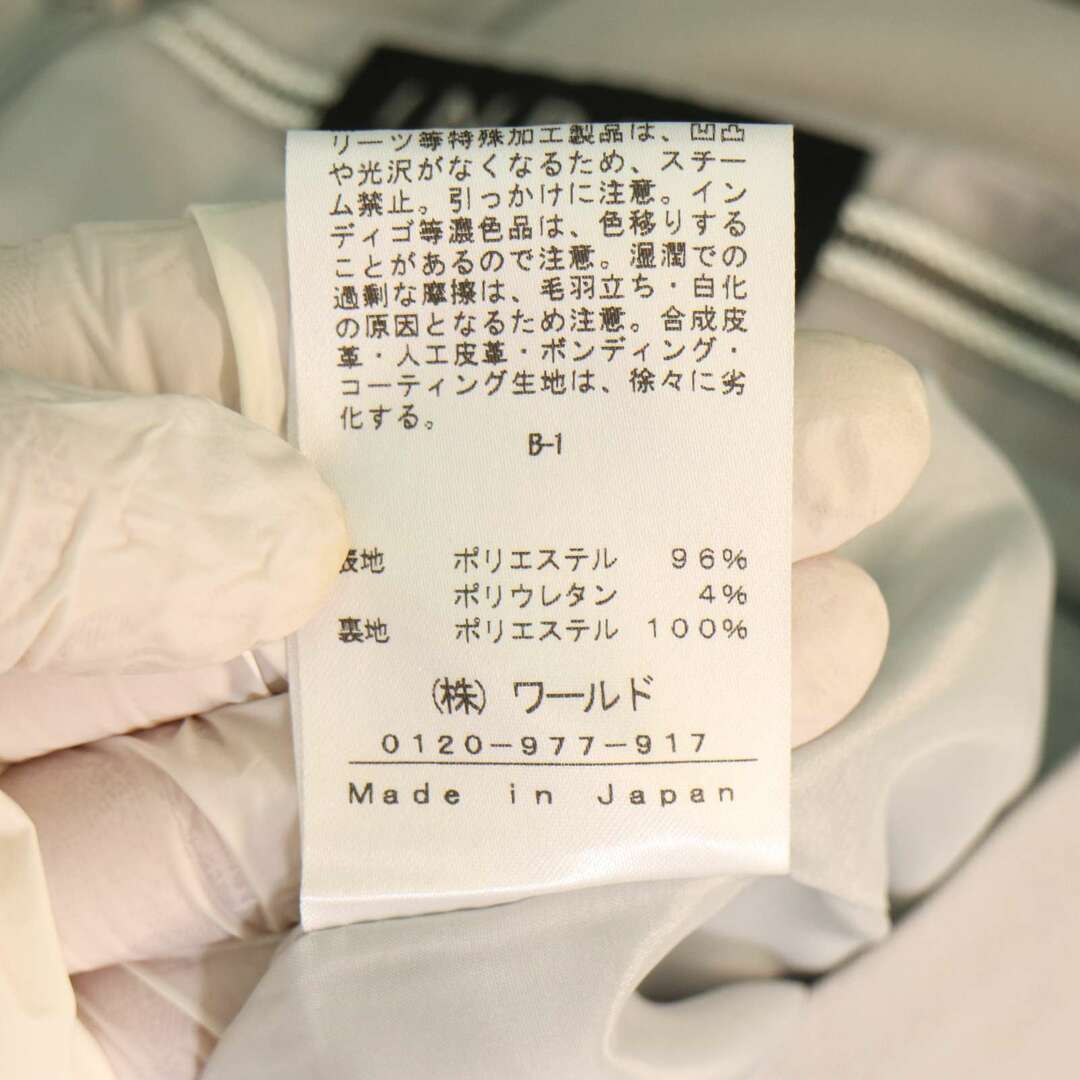 リーツ等特殊加工製品は、凹凸
や光沢がなくなるため、スチー
ム禁止。引っかけに注意。イン
ディゴ等濃色品は、色移りする
ことがあるので注意。湿潤での
過剰な摩擦は、毛羽立ち・白化
の原因となるため注意。合成皮
革・人工皮革・ボンディング・
コーティング生地は、徐々に劣
化する。
B-1
表地 ポリエステル 96%
ポリウレタン 4%
裏地 ポリエステル 100%
(株) ワールド
0120-977-917
Made in Japan